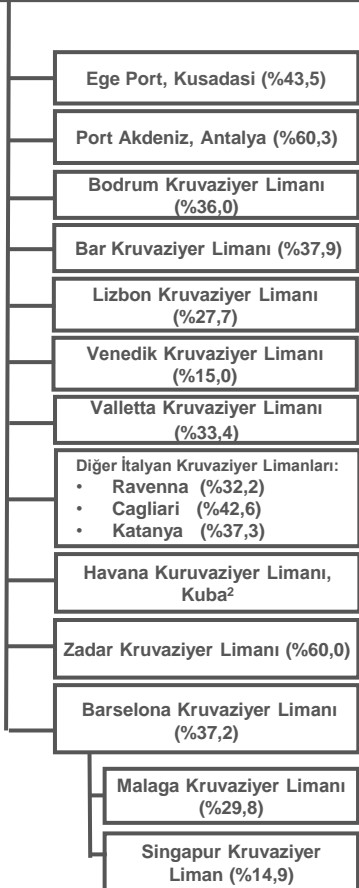 Ege Port, Kusadasi (%43,5)
Port Akdeniz, Antalya (%60,3)
Bodrum Kruvaziyer Limanı
(%36,0)
Bar Kruvaziyer Limanı (%37,9)
Lizbon Kruvaziyer Limanı
(%27,7)
Venedik Kruvaziyer Limanı
(%15,0)
Valletta Kruvaziyer Limanı
(%33,4)
Diğer İtalyan Kruvaziyer Limanları:
• Ravenna (%32,2)
• Cagliari (%42,6)
• Katanya (%37,3)
Havana Kuruvaziyer Limanı,
Kuba²
Zadar Kruvaziyer Limanı (%60,0)
Barselona Kruvaziyer Limanı
(%37,2)
Malaga Kruvaziyer Limanı
(%29,8)
Singapur Kruvaziyer
Liman (%14,9)